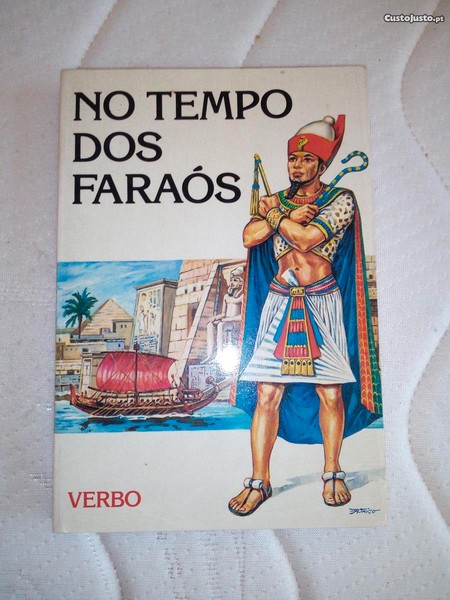 CustoJusto.pt
NO TEMPO
DOS
FARAÓS
VERBO